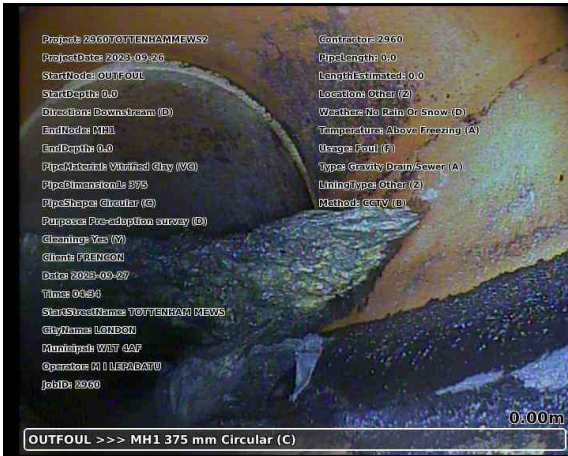 Project: 2960TOTTENHAMMEWS2
ProjectDate: 2023-09-26
StartNode: OUTFOUL
StartDepth: 0.0
Direction: Downstream (D)
EndNode: MH1
EndDepth: 0.0
PipeMaterial: Vitrified Clay (VC)
PipeDimension1: 375
PipeShape: Circular (C)
Purpose: Pre-adoption survey (D)
Cleaning: Yes (Y)
Client: FRENCON
Date: 2023-09-27
Time: 04:34
StartStreetName: TOTTENHAM MEWS
CityName: LONDON
Municipal: W1T 4AF
Operator: M I LEPADATU
JobID: 2960
Contractor: 2960
PipeLength: 0.0
LengthEstimated: 0.0
Location: Other (Z)
Weather: No Rain Or Snow (D)
Temperature: Above Freezing (A)
Usage: Foul (F)
Type: Gravity Drain/Sewer (A)
LiningType: Other (Z)
Method: CCTV (B)
0.00m
OUTFOUL >>> MH1 375 mm Circular (C)